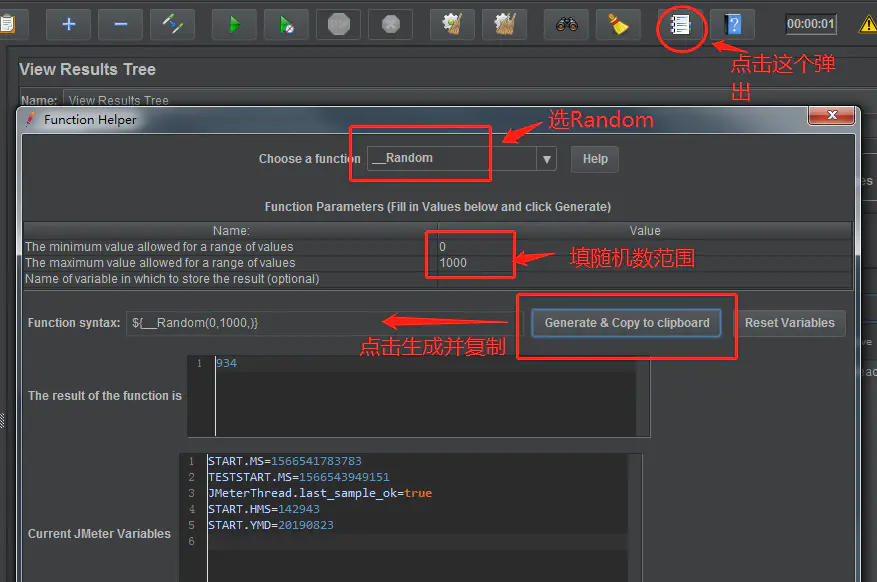 00:00:01
点击这个弹
出
View Results Tree
Name: View Results Tree
Function Helper
选Random
Choose a function __Random Help
Function Parameters (Fill in Values below and click Generate)
Name: Value
The minimum value allowed for a range of values 0
The maximum value allowed for a range of values 1000
Name of variable in which to store the result (optional)
填随机数范围
Function syntax: ${__Random(0,1000,)} Generate & Copy to clipboard Reset Variables
点击生成并复制
The result of the function is
1 934
Current JMeter Variables
1 START.MS=1566541783783
2 TESTSTART.MS=1566543949151
3 JMeterThread.last_sample_ok=true
4 START.HMS=142943
5 START.YMD=20190823
6